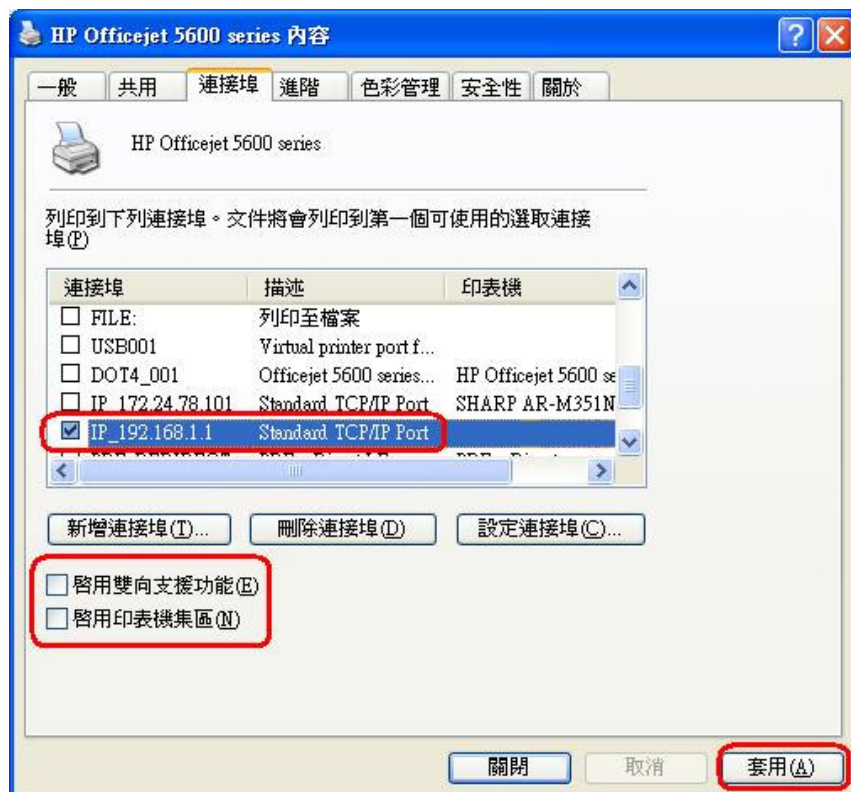 HP Officejet 5600 series 內容
一般 共用 連接埠 進階 色彩管理 安全性 關於
HP Officejet 5600 series
列印到下列連接埠。文件將會列印到第一個可使用的選取連接
埠(P)
連接埠 描述 印表機
FILE: 列印至檔案
USB001 Virtual printer port f...
DOT4_001 Officejet 5600 series... HP Officejet 5600 se
IP_172.24.78.101 Standard TCP/IP Port SHARP AR-M351N
IP_192.168.1.1 Standard TCP/IP Port
新增連接埠(T)... 刪除連接埠(D) 設定連接埠(C)...
啓用雙向支援功能(E)
啓用印表機集區(N)
關閉 取消 套用(A)